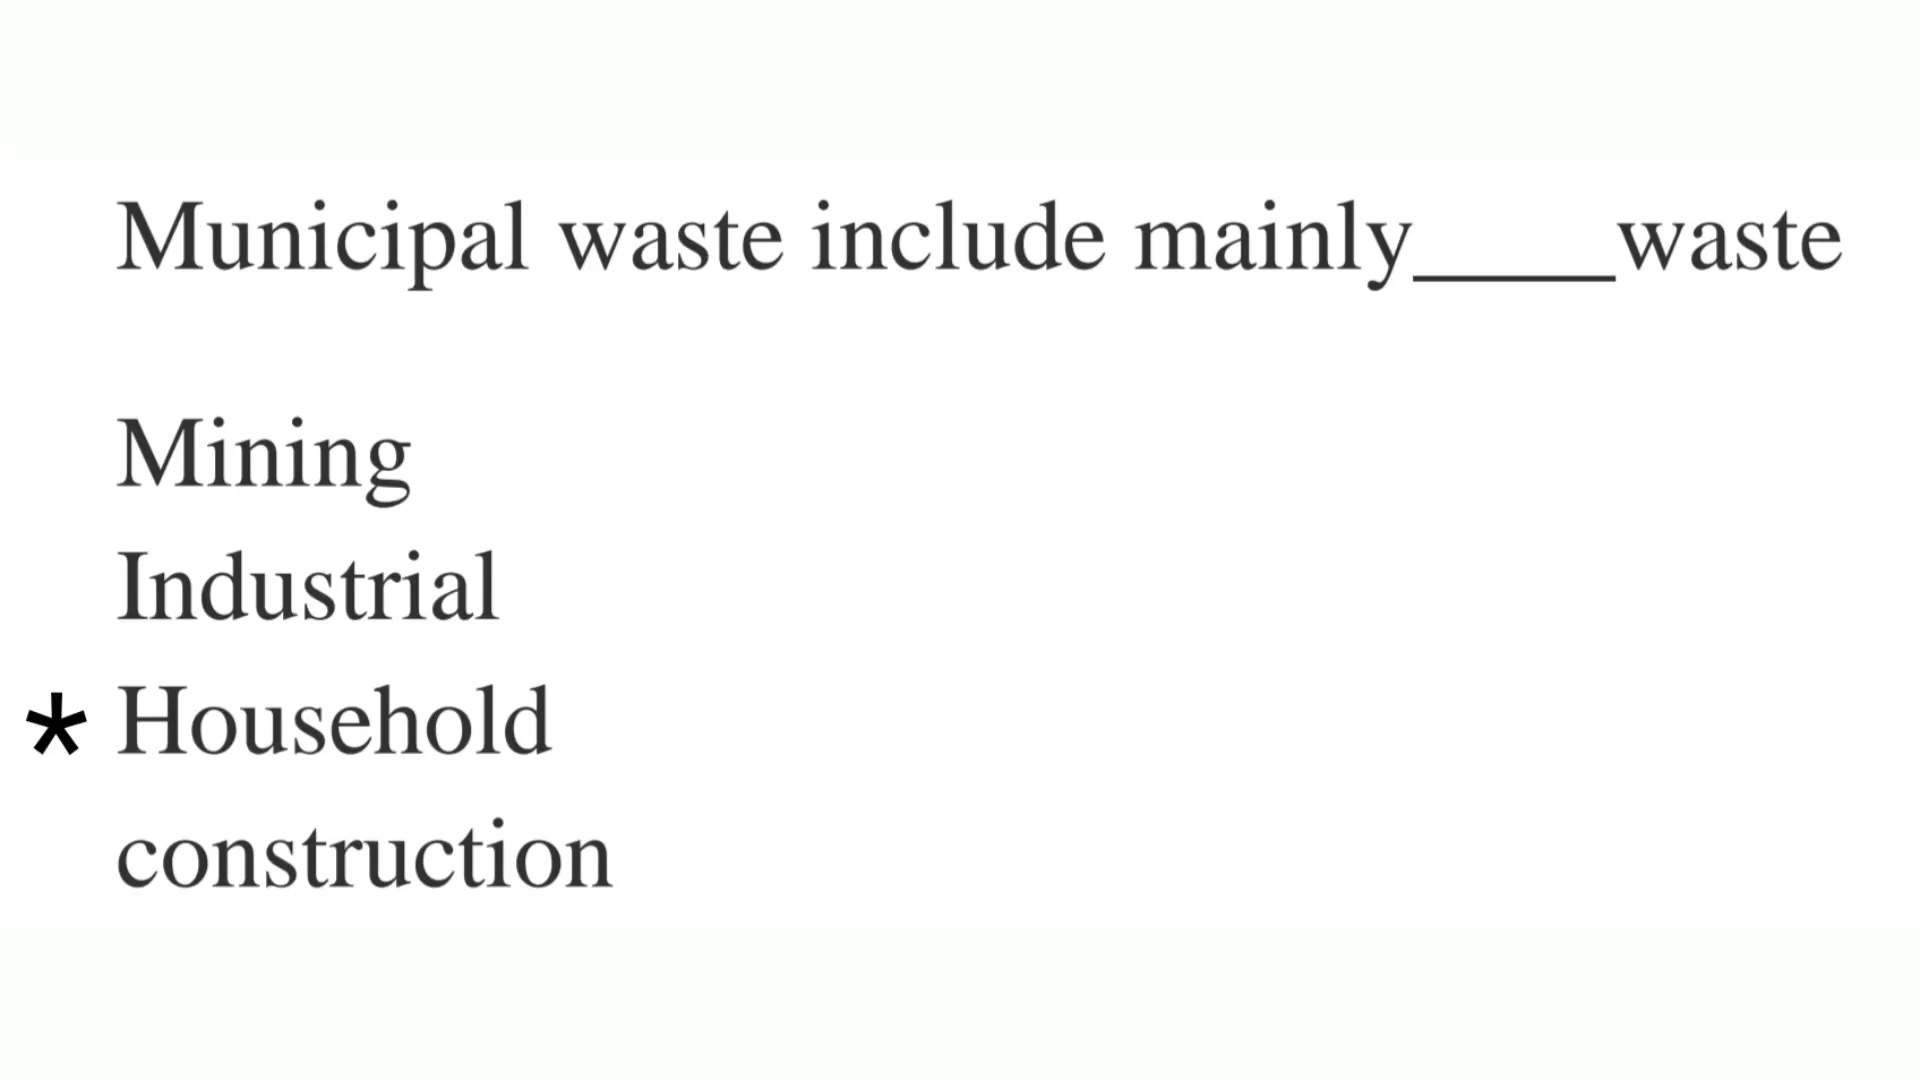 Municipal waste include mainly____waste
Mining
Industrial
* Household
construction